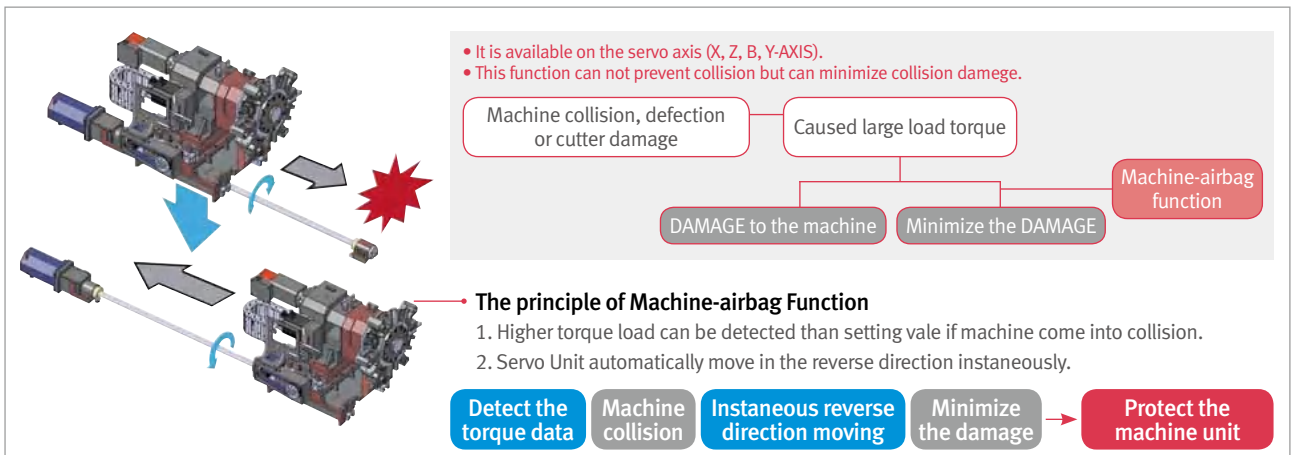 • It is available on the servo axis (X, Z, B, Y-AXIS).
• This function can not prevent collision but can minimize collision damege.
Machine collision, defection
or cutter damage
Caused large load torque
Machine-airbag
function
DAMAGE to the machine
Minimize the DAMAGE
The principle of Machine-airbag Function
1. Higher torque load can be detected than setting vale if machine come into collision.
2. Servo Unit automatically move in the reverse direction instaneously.
Detect the
torque data
Machine
collision
Instaneous reverse
direction moving
Minimize
the damage
Protect the
machine unit